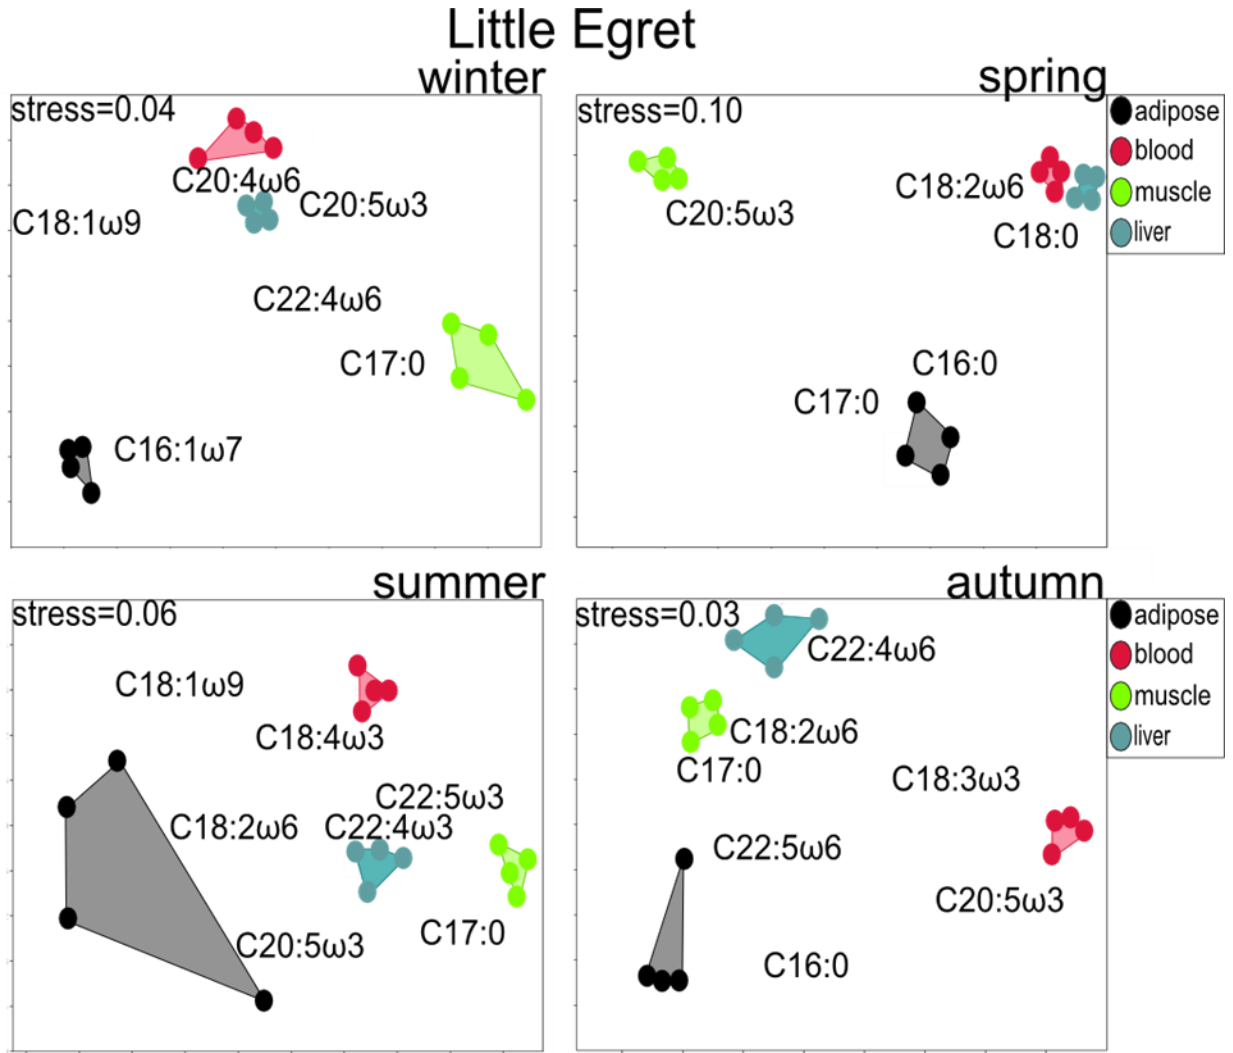 Little Egret
winter
stress=0.04
C20:4ω6
C20:5ω3
C18:1ω9
C22:4ω6
C17:0
C16:1ω7
spring
stress=0.10
C18:2ω6
C20:5ω3
C18:0
C16:0
C17:0
adipose
blood
muscle
liver
summer
stress=0.06
C18:1ω9
C18:4ω3
C22:5ω3
C18:2ω6
C22:4ω3
C17:0
C20:5ω3
autumn
stress=0.03
C22:4ω6
C18:2ω6
C17:0
C18:3ω3
C22:5ω6
C20:5ω3
C16:0
adipose
blood
muscle
liver